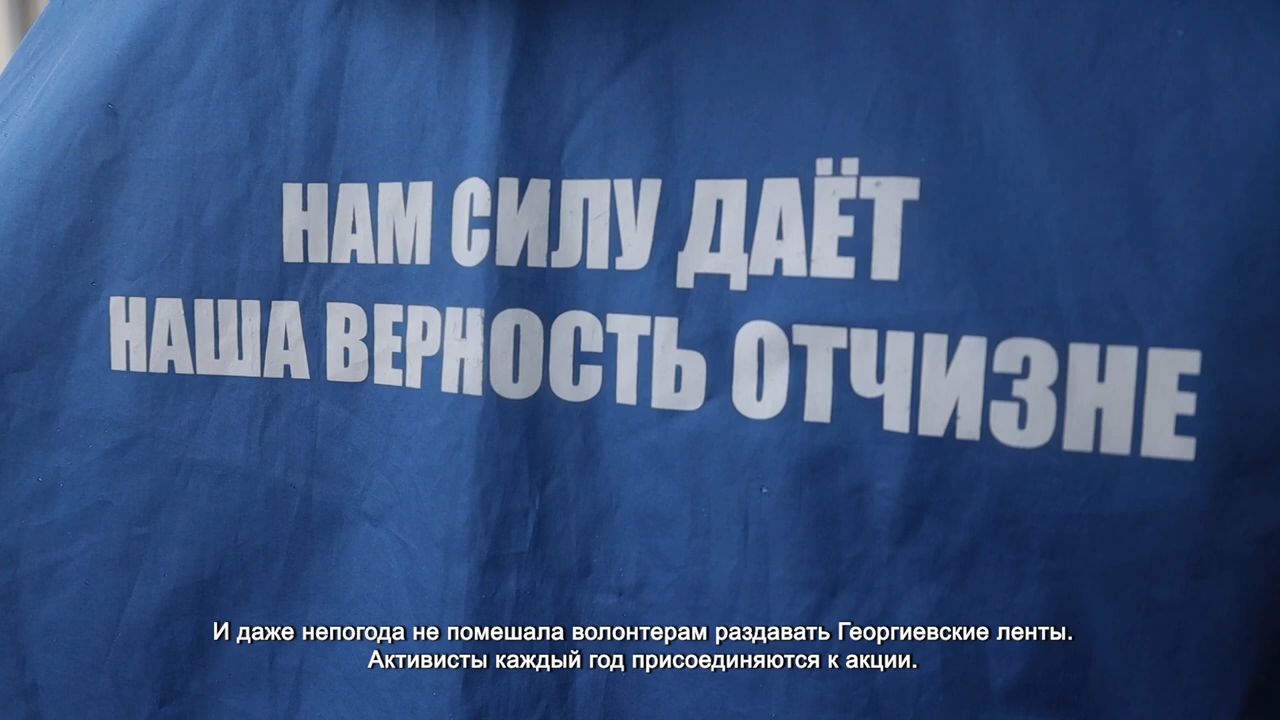 НАМ СИЛУ ДАЁТ
НАША ВЕРНОСТЬ ОТЧИЗНЕ
И даже непогода не помешала волонтерам раздавать Георгиевские ленты.
Активисты каждый год присоединяются к акции.